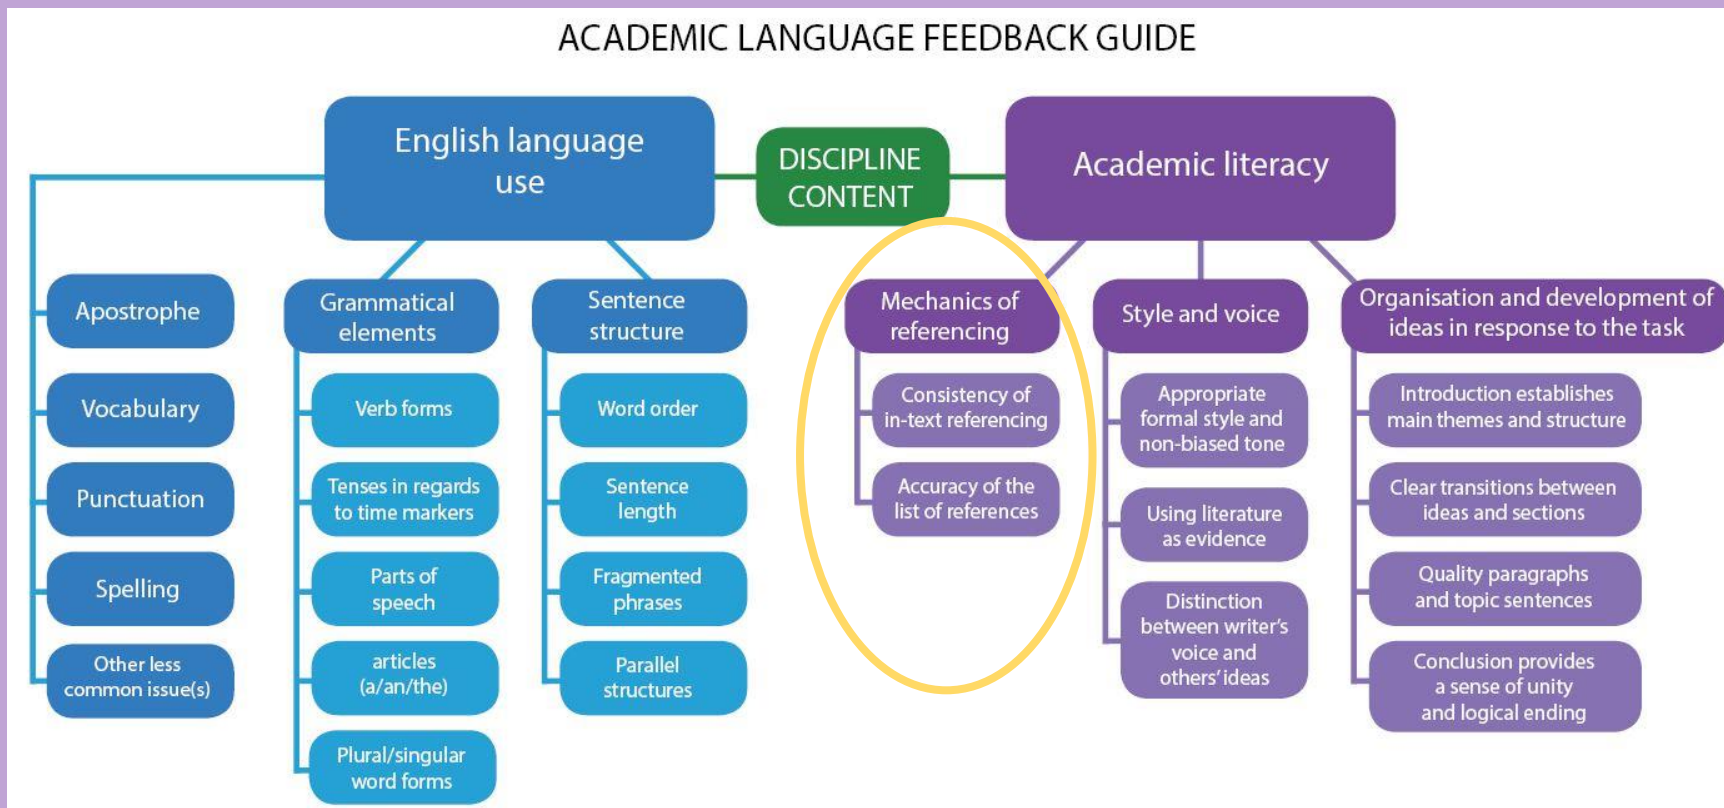 ACADEMIC LANGUAGE FEEDBACK GUIDE
English language
use
DISCIPLINE
CONTENT
Academic literacy
Apostrophe
Vocabulary
Punctuation
Spelling
Other less
common issue(s)
Grammatical
elements
Verb forms
Tenses in regards
to time markers
Parts of
speech
articles
(a/an/the)
Plural/singular
word forms
Sentence
structure
Word order
Sentence
length
Fragmented
phrases
Parallel
structures
Mechanics of
referencing
Consistency of
in-text referencing
Accuracy of the
list of references
Style and voice
Appropriate
formal style and
non-biased tone
Using literature
as evidence
Distinction
between writer's
voice and
others' ideas
Organisation and development of
ideas in response to the task
Introduction establishes
main themes and structure
Clear transitions between
ideas and sections
Quality paragraphs
and topic sentences
Conclusion provides
a sense of unity
and logical ending